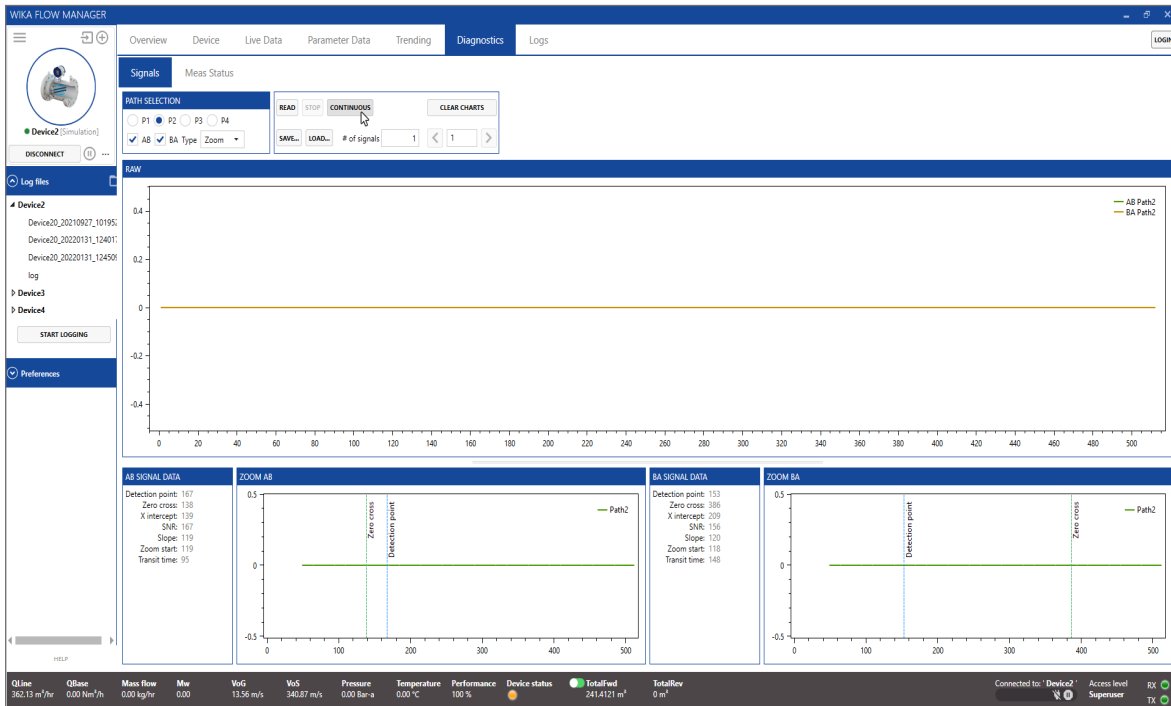 WIKA FLOW MANAGER
Overview Device Live Data Parameter Data Trending Diagnostics Logs
LOGIN
Signals Meas Status
PATH SELECTION
P1 P2 P3 P4
AB BA Type Zoom
READ STOP CONTINUOUS CLEAR CHARTS
SAVE... LOAD... # of signals 1 1
Device2 [Simulation]
DISCONNECT ...
Log files
Device2
Device20_20210927_10195
Device20_20220131_12401
Device20_20220131_12450
log
Device3
Device4
START LOGGING
Preferences
HELP
RAW
AB Path2
BA Path2
0.4
0.2
0
-0.2
-0.4
0 20 40 60 80 100 120 140 160 180 200 220 240 260 280 300 320 340 360 380 400 420 440 460 480 500
AB SIGNAL DATA
Detection point: 167
Zero cross: 138
X intercept: 139
SNR: 167
Slope: 119
Zoom start: 119
Transit time: 95
ZOOM AB
0.5
0
-0.5
Zero cross
Detection point
Path2
0 100 200 300 400 500
BA SIGNAL DATA
Detection point: 153
Zero cross: 386
X intercept: 209
SNR: 156
Slope: 120
Zoom start: 118
Transit time: 148
ZOOM BA
0.5
0
-0.5
Detection point
Zero cross
Path2
0 100 200 300 400 500
QLine QBase Mass flow Mw VoG VoS Pressure Temperature Performance Device status TotalFwd TotalRev Connected to: ' Device2 ' Access level RX
362.13 m³/hr 0.00 Nm³/h 0.00 kg/hr 0.00 13.56 m/s 340.87 m/s 0.00 Bar-a 0.00 °C 100 % 241.4121 m³ 0 m³ Superuser TX